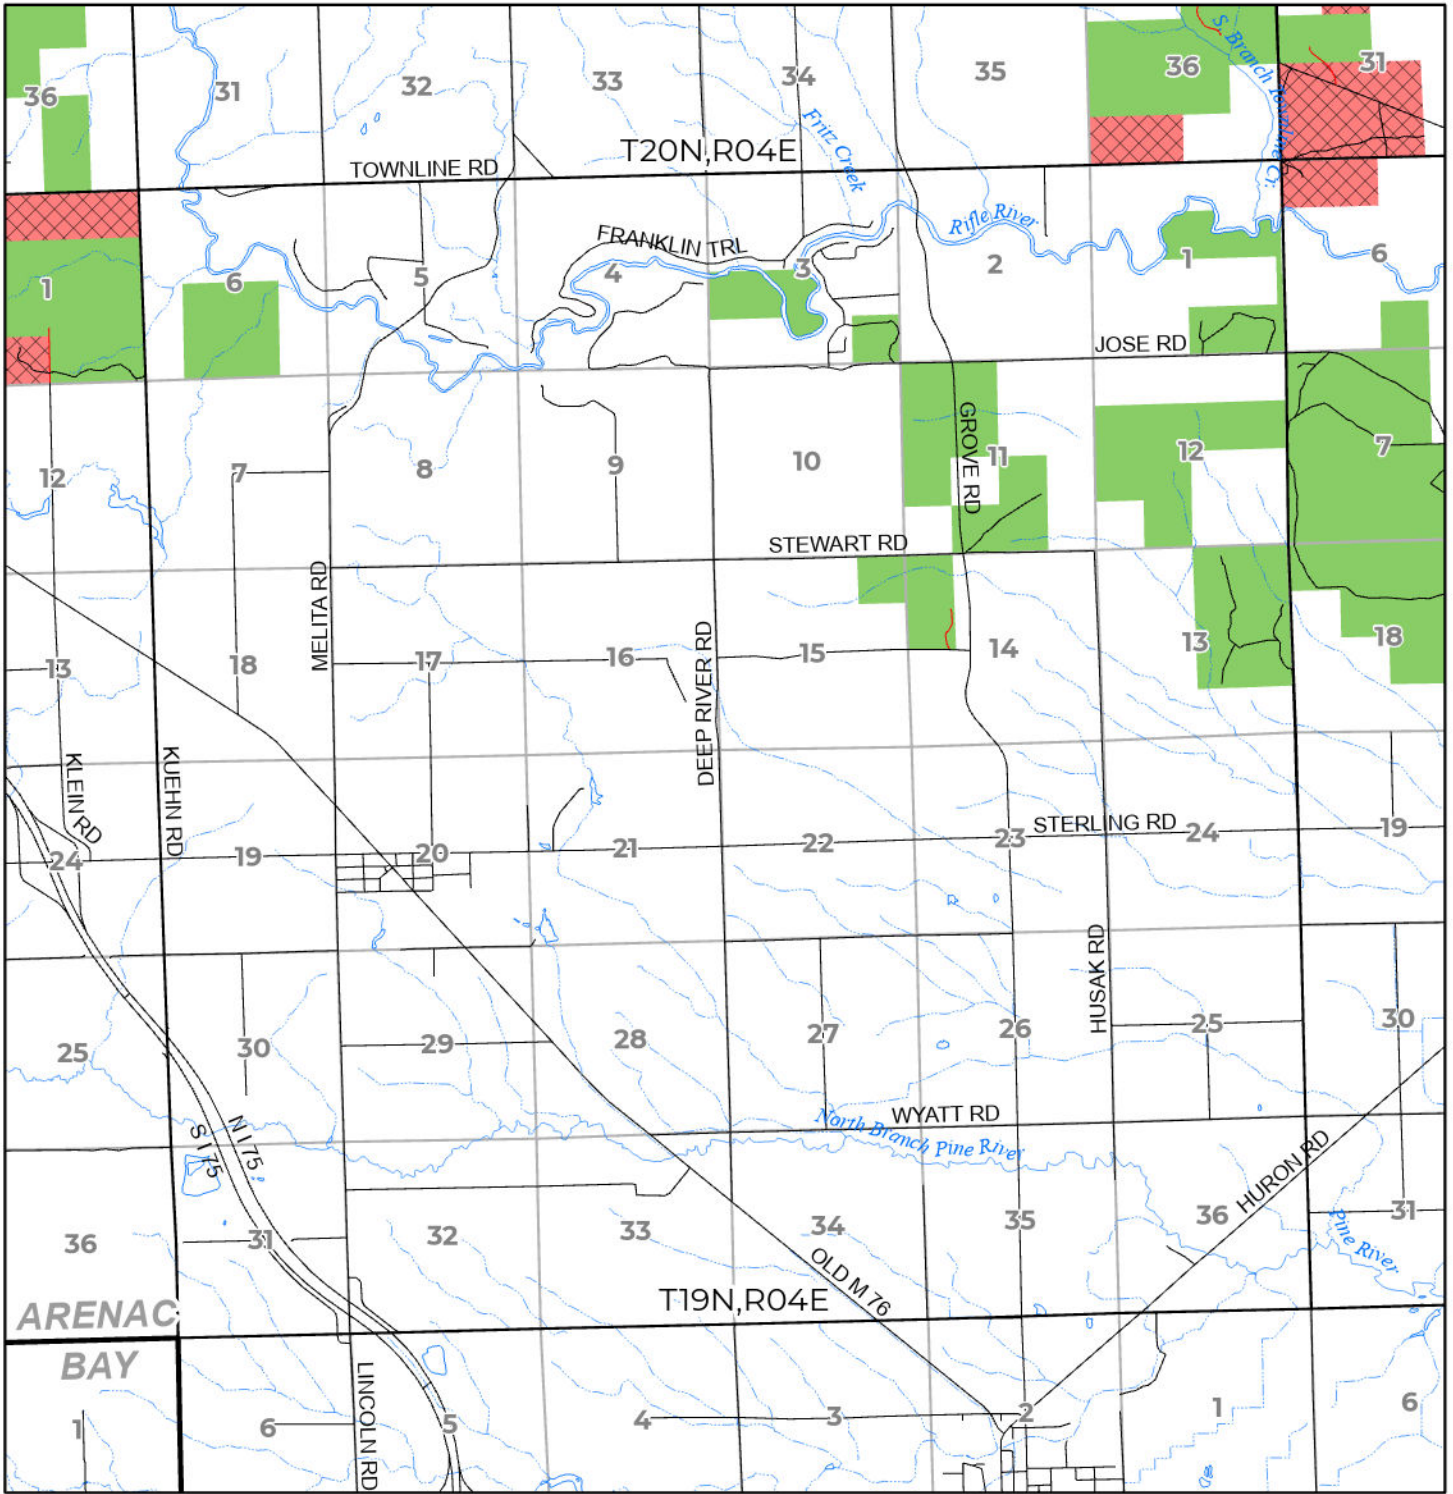 36
31
32
33
34
35
36
31
S. Branch Townline Cr.
Fritz Creek
T20N,R04E
TOWNLINE RD
Rifle River
FRANKLIN TRL
1
6
5
4
3
2
1
6
JOSE RD
GROVE RD
12
7
8
9
10
11
12
7
STEWART RD
MELITA RD
DEEP RIVER RD
13
18
17
16
15
14
13
18
KLEIN RD
KUEHN RD
STERLING RD
24
19
20
21
22
23
24
19
HUSAK RD
25
30
29
28
27
26
25
30
WYATT RD
North Branch Pine River
N I 75
S I 75
HURON RD
Pine River
36
31
32
33
34
35
36
31
OLD M 76
T19N,R04E
ARENAC
BAY
LINCOLN RD
1
6
5
4
3
2
1
6